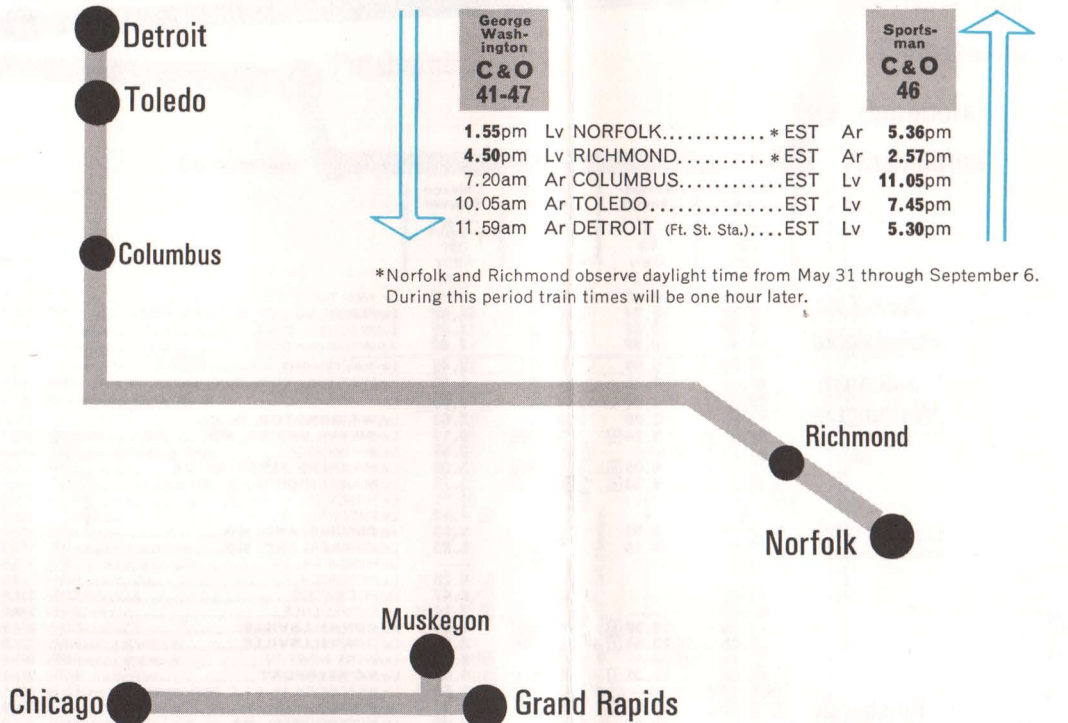 Detroit
Toledo
Columbus
George
Wash-
ington
C & O
41-47
Sports-
man
C & O
46
1.55pm Lv NORFOLK............ * EST Ar 5.36pm
4.50pm Lv RICHMOND.......... * EST Ar 2.57pm
7.20am Ar COLUMBUS............EST Lv 11.05pm
10.05am Ar TOLEDO...............EST Lv 7.45pm
11.59am Ar DETROIT (Ft. St. Sta.)....EST Lv 5.30pm
*Norfolk and Richmond observe daylight time from May 31 through September 6.
During this period train times will be one hour later.
Richmond
Norfolk
Muskegon
Chicago
Grand Rapids